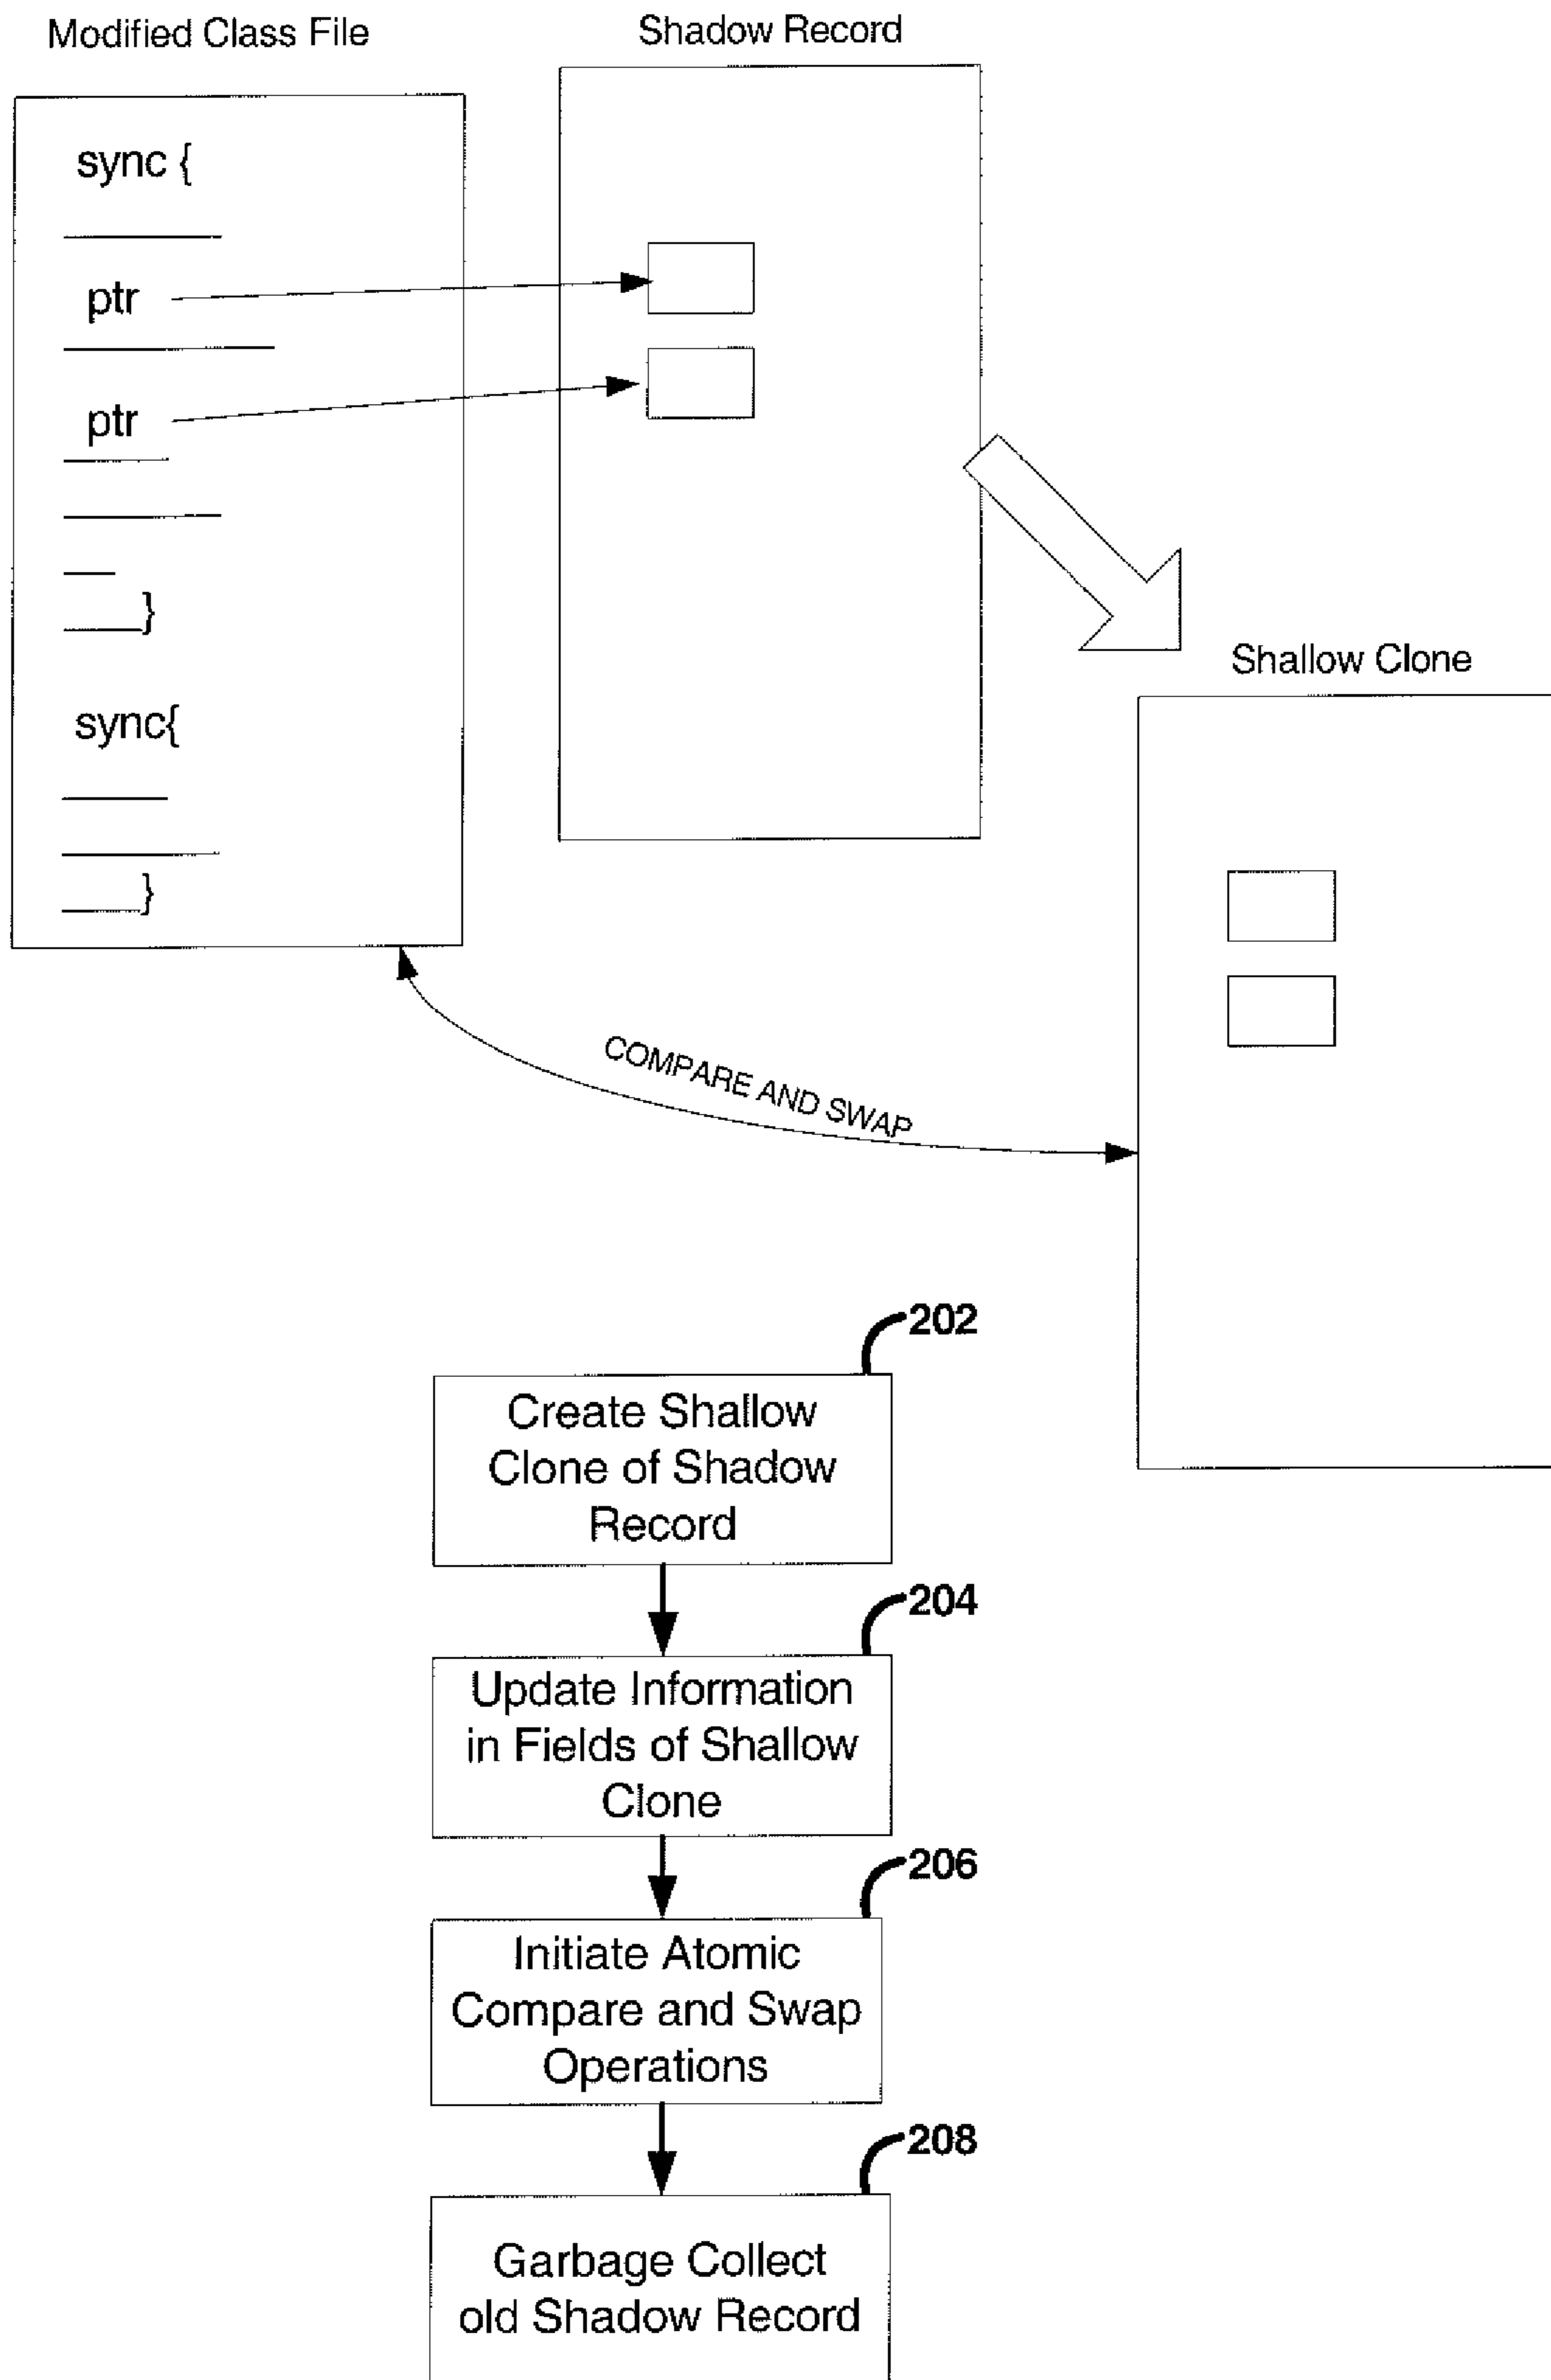 Modified Class File
Shadow Record
sync {
ptr
ptr
}
sync{
}
Shallow Clone
COMPARE AND SWAP
202
Create Shallow
Clone of Shadow
Record
204
Update Information
in Fields of Shallow
Clone
206
Initiate Atomic
Compare and Swap
Operations
208
Garbage Collect
old Shadow Record